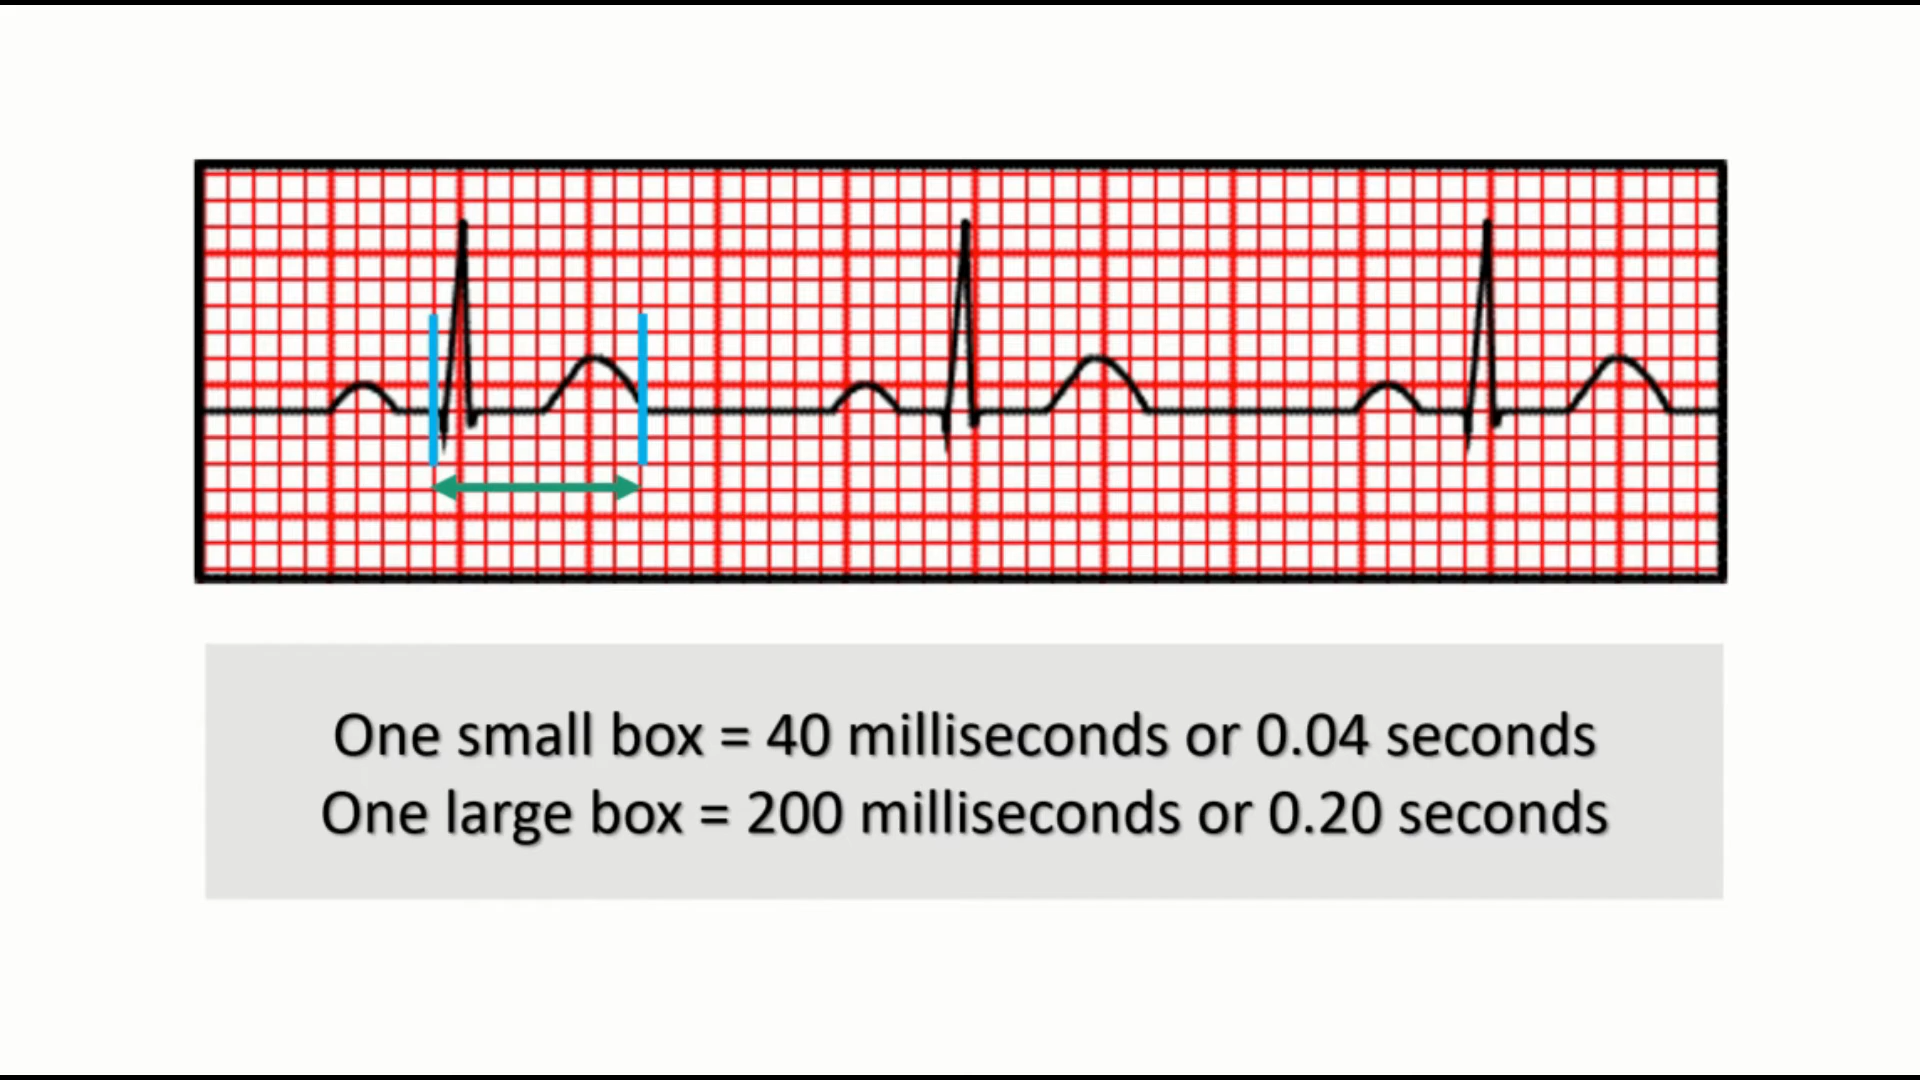 One small box = 40 milliseconds or 0.04 seconds
One large box = 200 milliseconds or 0.20 seconds